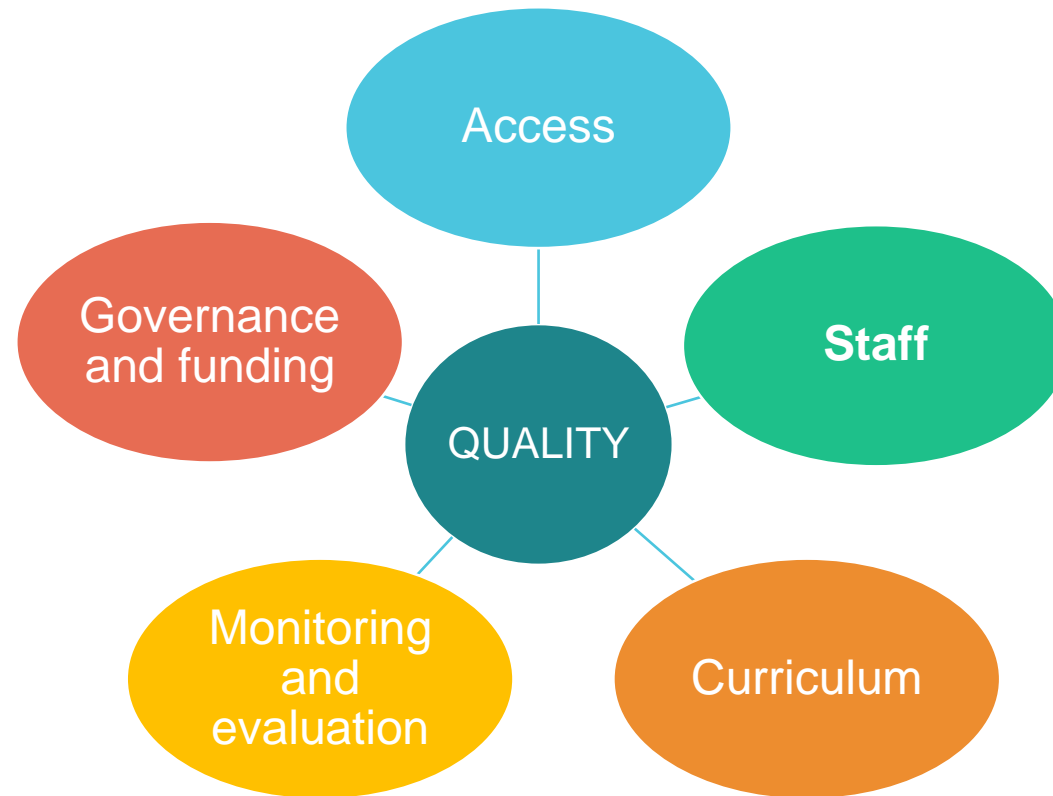 Access
Governance
and funding
Staff
QUALITY
Monitoring
and
evaluation
Curriculum